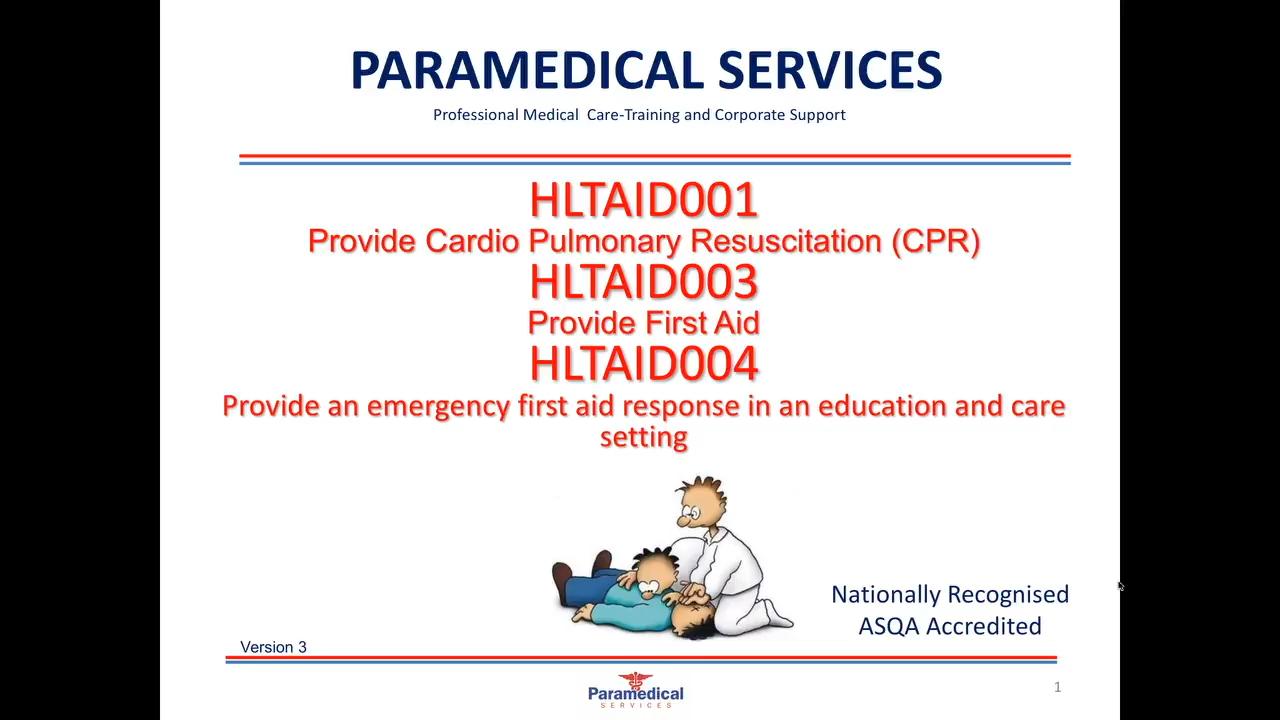 PARAMEDICAL SERVICES
Professional Medical Care-Training and Corporate Support
HLTAID001
Provide Cardio Pulmonary Resuscitation (CPR)
HLTAID003
Provide First Aid
HLTAID004
Provide an emergency first aid response in an education and care
setting
Nationally Recognised
ASQA Accredited
Version 3
Paramedical
SERVICES
1